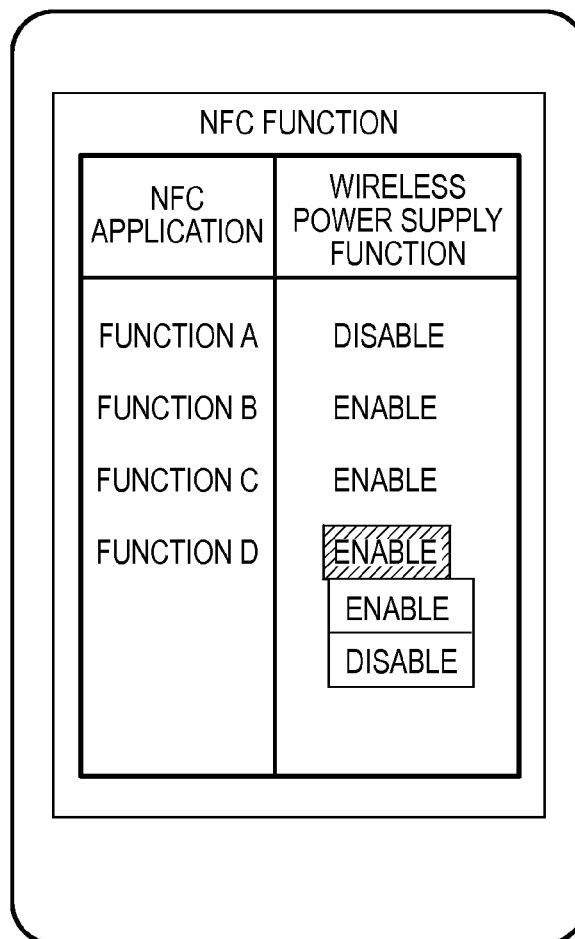 NFC FUNCTION
NFC
APPLICATION
WIRELESS
POWER SUPPLY
FUNCTION
FUNCTION A DISABLE
FUNCTION B ENABLE
FUNCTION C ENABLE
FUNCTION D ENABLE
ENABLE
DISABLE